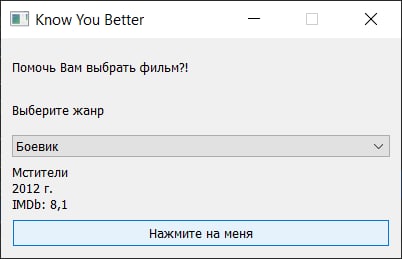 Know You Better
Помочь Вам выбрать фильм?!
Выберите жанр
Боевик
Мстители
2012 г.
IMDb: 8,1
Нажмите на меня